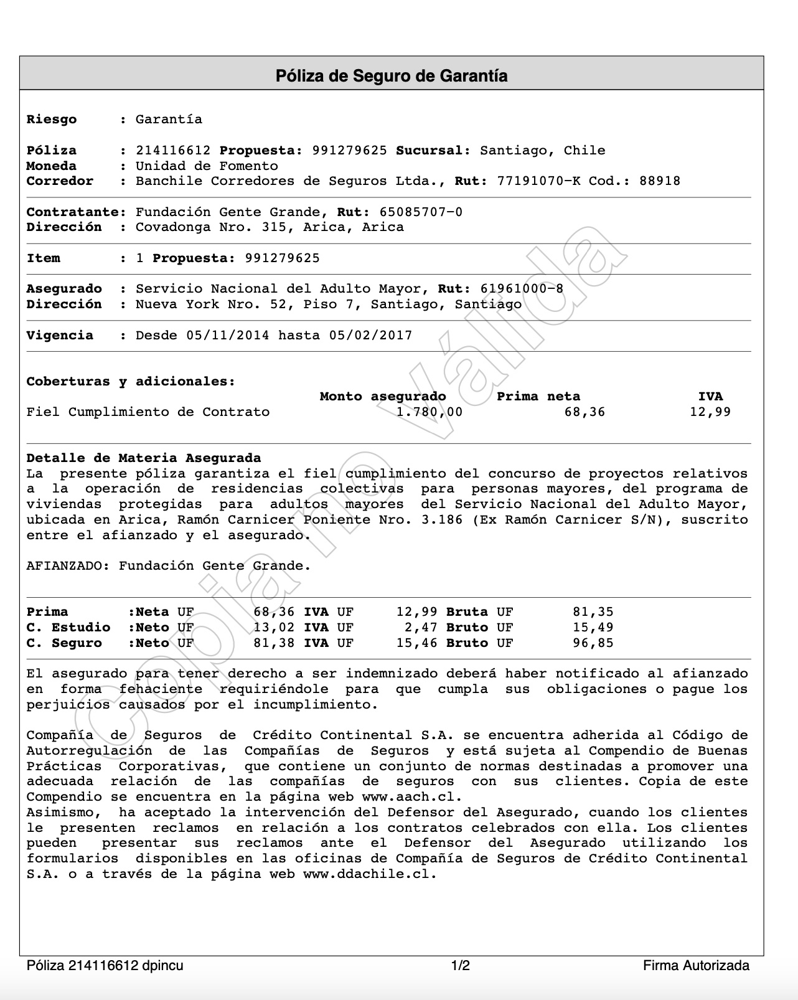 Póliza de Seguro de Garantía
Riesgo : Garantía
Póliza : 214116612 Propuesta: 991279625 Sucursal: Santiago, Chile
Moneda : Unidad de Fomento
Corredor : Banchile Corredores de Seguros Ltda., Rut: 77191070-K Cod.: 88918
Contratante: Fundación Gente Grande, Rut: 65085707-0
Dirección : Covadonga Nro. 315, Arica, Arica
Item : 1 Propuesta: 991279625
Asegurado : Servicio Nacional del Adulto Mayor, Rut: 61961000-8
Dirección : Nueva York Nro. 52, Piso 7, Santiago, Santiago
Vigencia : Desde 05/11/2014 hasta 05/02/2017
Coberturas y adicionales:
Monto asegurado Prima neta IVA
Fiel Cumplimiento de Contrato 1.780,00 68,36 12,99
Detalle de Materia Asegurada
La presente póliza garantiza el fiel cumplimiento del concurso de proyectos relativos
a la operación de residencias colectivas para personas mayores, del programa de
viviendas protegidas para adultos mayores del Servicio Nacional del Adulto Mayor,
ubicada en Arica, Ramón Carnicer Poniente Nro. 3.186 (Ex Ramón Carnicer S/N), suscrito
entre el afianzado y el asegurado.
AFIANZADO: Fundación Gente Grande.
Prima :Neta UF 68,36 IVA UF 12,99 Bruta UF 81,35
C. Estudio :Neto UF 13,02 IVA UF 2,47 Bruto UF 15,49
C. Seguro :Neto UF 81,38 IVA UF 15,46 Bruto UF 96,85
El asegurado para tener derecho a ser indemnizado deberá haber notificado al afianzado
en forma fehaciente requiriéndole para que cumpla sus obligaciones o pague los
perjuicios causados por el incumplimiento.
Compañía de Seguros de Crédito Continental S.A. se encuentra adherida al Código de
Autorregulación de las Compañías de Seguros y está sujeta al Compendio de Buenas
Prácticas Corporativas, que contiene un conjunto de normas destinadas a promover una
adecuada relación de las compañías de seguros con sus clientes. Copia de este
Compendio se encuentra en la página web www.aach.cl.
Asimismo, ha aceptado la intervención del Defensor del Asegurado, cuando los clientes
le presenten reclamos en relación a los contratos celebrados con ella. Los clientes
pueden presentar sus reclamos ante el Defensor del Asegurado utilizando los
formularios disponibles en las oficinas de Compañía de Seguros de Crédito Continental
S.A. o a través de la página web www.ddachile.cl.
Copia no Válida
Póliza 214116612 dpincu 1/2 Firma Autorizada